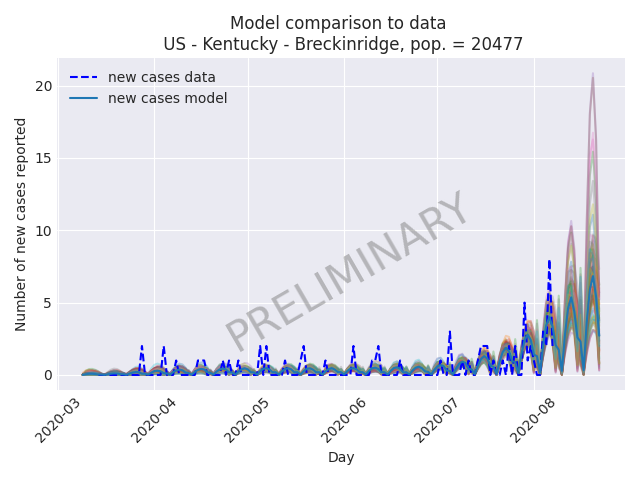 Model comparison to data
US - Kentucky - Breckinridge, pop. = 20477
new cases data
new cases model
Number of new cases reported
20
15
10
5
0
PRELIMINARY
2020-03
2020-04
2020-05
2020-06
2020-07
2020-08
Day